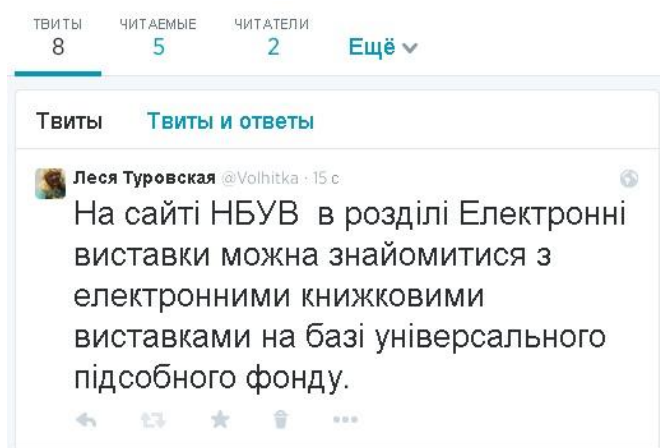 ТВИТЫ ЧИТАЕМЫЕ ЧИТАТЕЛИ
8 5 2 Ещё
Твиты Твиты и ответы
Леся Туровская @Volhitka · 15 с
На сайті НБУВ в розділі Електронні
виставки можна знайомитися з
електронними книжковими
виставками на базі універсального
підсобного фонду.